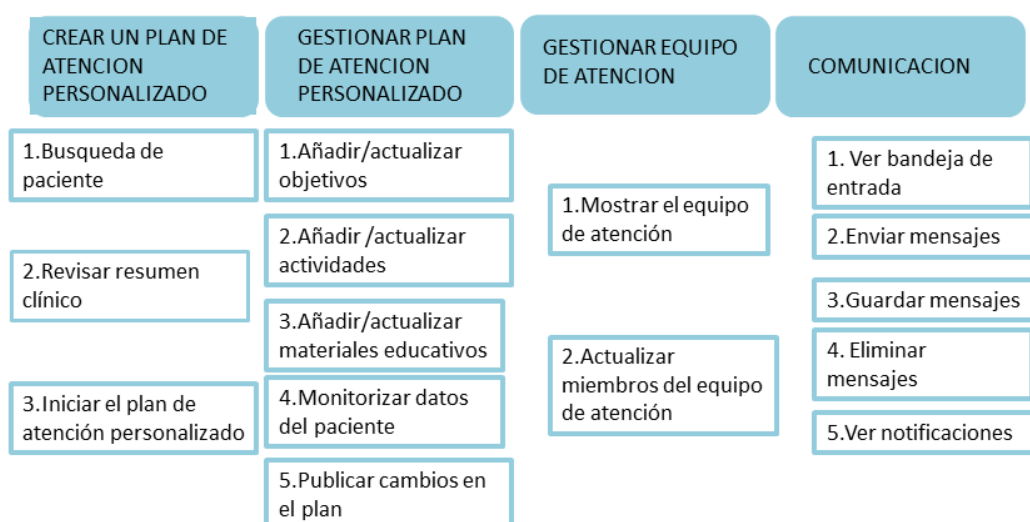 CREAR UN PLAN DE
ATENCION
PERSONALIZADO
1.Busqueda de
paciente
2.Revisar resumen
clínico
3.Iniciar el plan de
atención personalizado
GESTIONAR PLAN
DE ATENCION
PERSONALIZADO
1.Añadir/actualizar
objetivos
2.Añadir /actualizar
actividades
3.Añadir/actualizar
materiales educativos
4.Monitorizar datos
del paciente
5.Publicar cambios en
el plan
GESTIONAR EQUIPO
DE ATENCION
1.Mostrar el equipo
de atención
2.Actualizar
miembros del equipo
de atención
COMUNICACION
1. Ver bandeja de
entrada
2.Enviar mensajes
3.Guardar mensajes
4. Eliminar
mensajes
5.Ver notificaciones